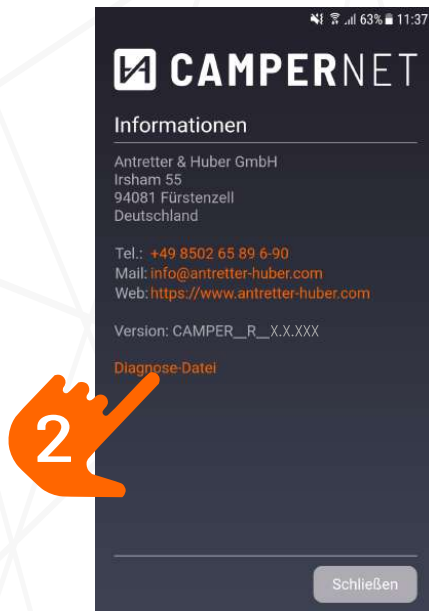 63% 11:37
CAMPERNET
Informationen
Antretter & Huber GmbH
Irsham 55
94081 Fürstenzell
Deutschland
Tel.: +49 8502 65 89 6-90
Mail: info@antretter-huber.com
Web: https://www.antretter-huber.com
Version: CAMPER__R__X.X.XXX
Diagnose-Datei
2
Schließen